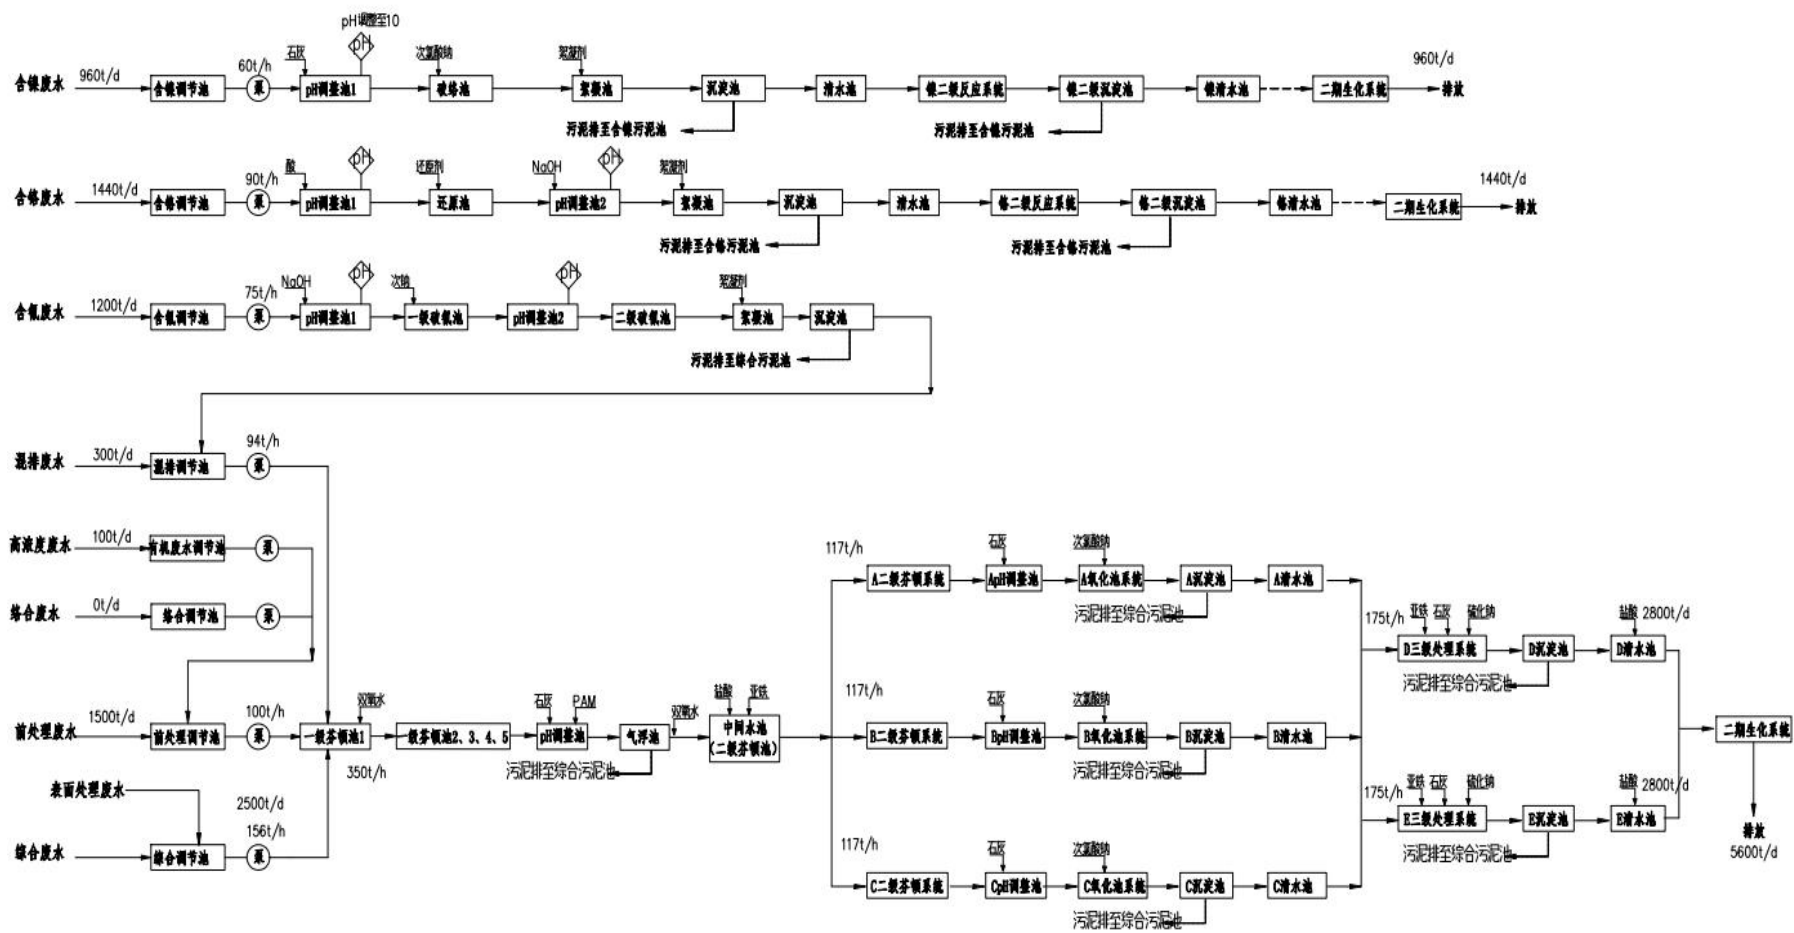 pH调整至10
石灰
pH
次氯酸钠
絮凝剂
含镍废水
960t/d
含镍调节池
60t/h
泵
pH调整池1
破络池
絮凝池
沉淀池
清水池
镍二级反应系统
镍二级沉淀池
镍清水池
二期生化系统
960t/d
排放
污泥排至含镍污泥池
污泥排至含镍污泥池
酸
pH
还原剂
NaOH
pH
絮凝剂
含铬废水
1440t/d
含铬调节池
90t/h
泵
pH调整池1
还原池
pH调整池2
絮凝池
沉淀池
清水池
铬二级反应系统
铬二级沉淀池
铬清水池
二期生化系统
1440t/d
排放
污泥排至含铬污泥池
污泥排至含铬污泥池
NaOH
pH
次钠
pH
絮凝剂
含氰废水
1200t/d
含氰调节池
75t/h
泵
pH调整池1
一级破氰池
pH调整池2
二级破氰池
絮凝池
沉淀池
污泥排至综合污泥池
混排废水
300t/d
混排调节池
94t/h
泵
高浓度废水
100t/d
有机废水调节池
泵
络合废水
0t/d
络合调节池
泵
前处理废水
1500t/d
前处理调节池
100t/h
泵
一级芬顿池1
双氧水
350t/h
一级芬顿池2、3、4、5
石灰
PAM
pH调整池
气浮池
污泥排至综合污泥池
双氧水
盐酸
亚铁
中间水池
(二级芬顿池)
表面处理废水
综合废水
综合调节池
2500t/d
156t/h
泵
117t/h
A二级芬顿系统
石灰
ApH调整池
次氯酸钠
A氧化池系统
A沉淀池
A清水池
污泥排至综合污泥池
117t/h
B二级芬顿系统
石灰
BpH调整池
次氯酸钠
B氧化池系统
B沉淀池
B清水池
污泥排至综合污泥池
117t/h
C二级芬顿系统
石灰
CpH调整池
次氯酸钠
C氧化池系统
C沉淀池
C清水池
污泥排至综合污泥池
175t/h
亚铁
石灰
硫化钠
D三级处理系统
D沉淀池
盐酸
2800t/d
D清水池
污泥排至综合污泥池
175t/h
亚铁
石灰
硫化钠
E三级处理系统
E沉淀池
盐酸
2800t/d
E清水池
污泥排至综合污泥池
二期生化系统
排放
5600t/d